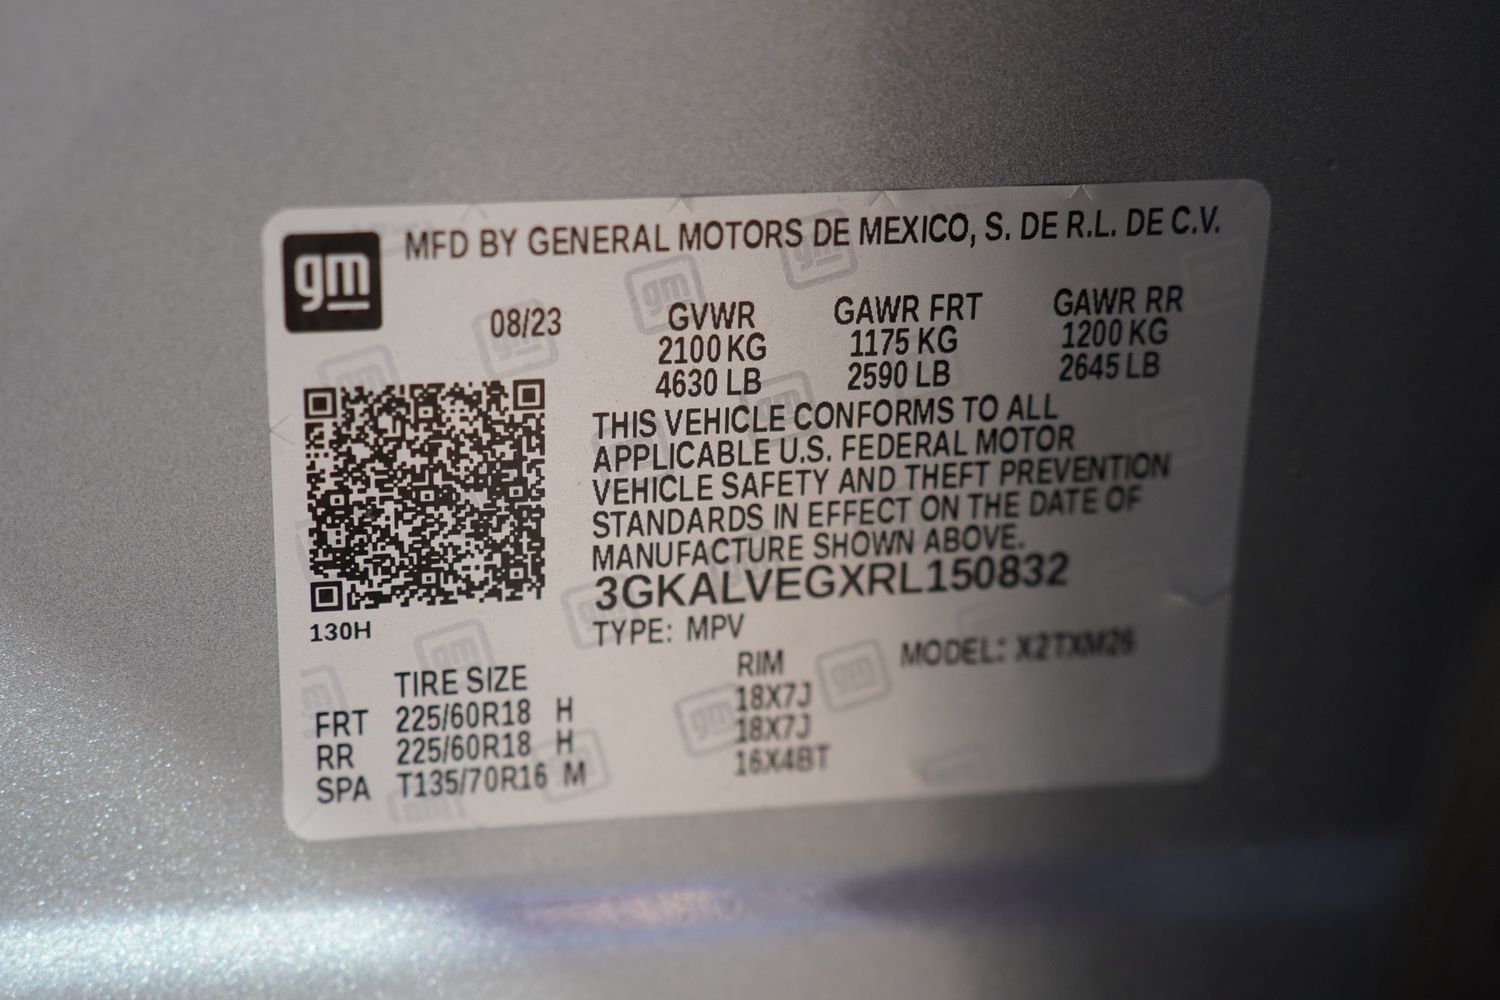 gm
MFD BY GENERAL MOTORS DE MEXICO, S. DE R.L. DE C.V.
08/23
GVWR GAWR FRT GAWR RR
2100 KG 1175 KG 1200 KG
4630 LB 2590 LB 2645 LB
THIS VEHICLE CONFORMS TO ALL
APPLICABLE U.S. FEDERAL MOTOR
VEHICLE SAFETY AND THEFT PREVENTION
STANDARDS IN EFFECT ON THE DATE OF
MANUFACTURE SHOWN ABOVE.
3GKALVEGXRL150832
130H
TYPE: MPV
MODEL: X2TXM26
TIRE SIZE RIM
FRT 225/60R18 H 18X7J
RR 225/60R18 H 18X7J
SPA T135/70R16 M 16X4BT